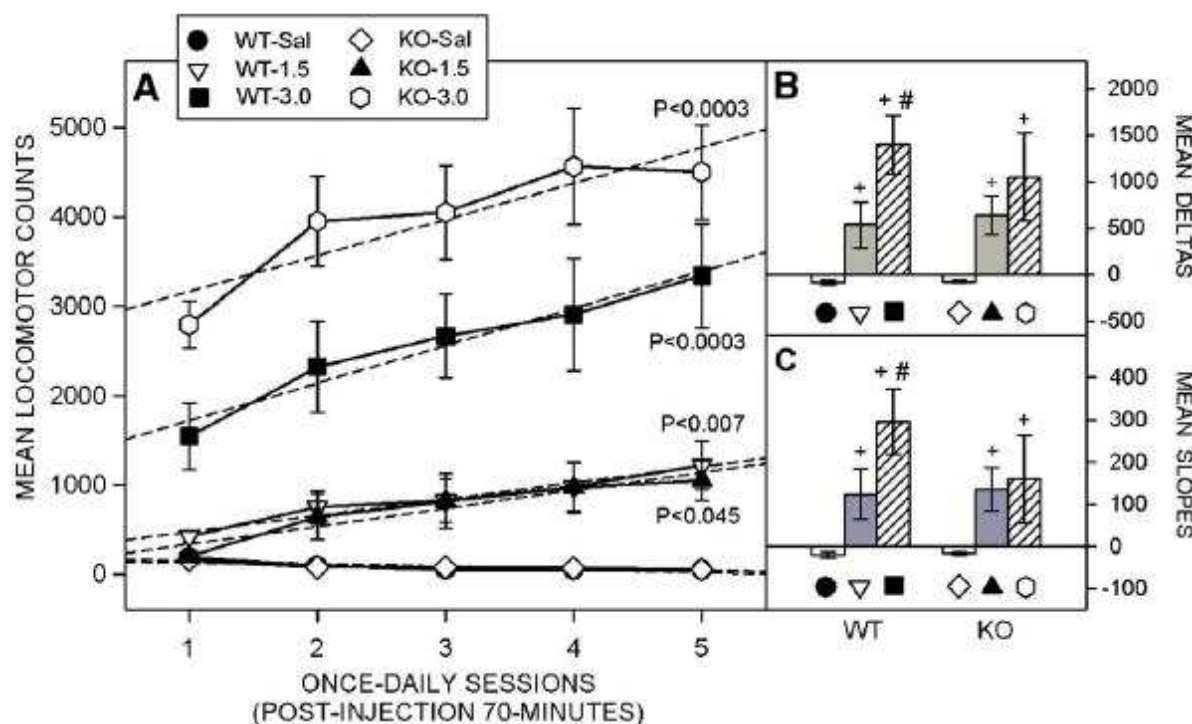 WT-Sal KO-Sal
WT-1.5 KO-1.5
WT-3.0 KO-3.0
A
MEAN LOCOMOTOR COUNTS
5000
4000
3000
2000
1000
0
P<0.0003
P<0.0003
P<0.007
P<0.045
1 2 3 4 5
ONCE-DAILY SESSIONS
(POST-INJECTION 70-MINUTES)
B
+ + # + +
2000
1500
1000
500
0
-500
MEAN DELTAS
C
+ + # + +
400
300
200
100
0
-100
MEAN SLOPES
WT KO